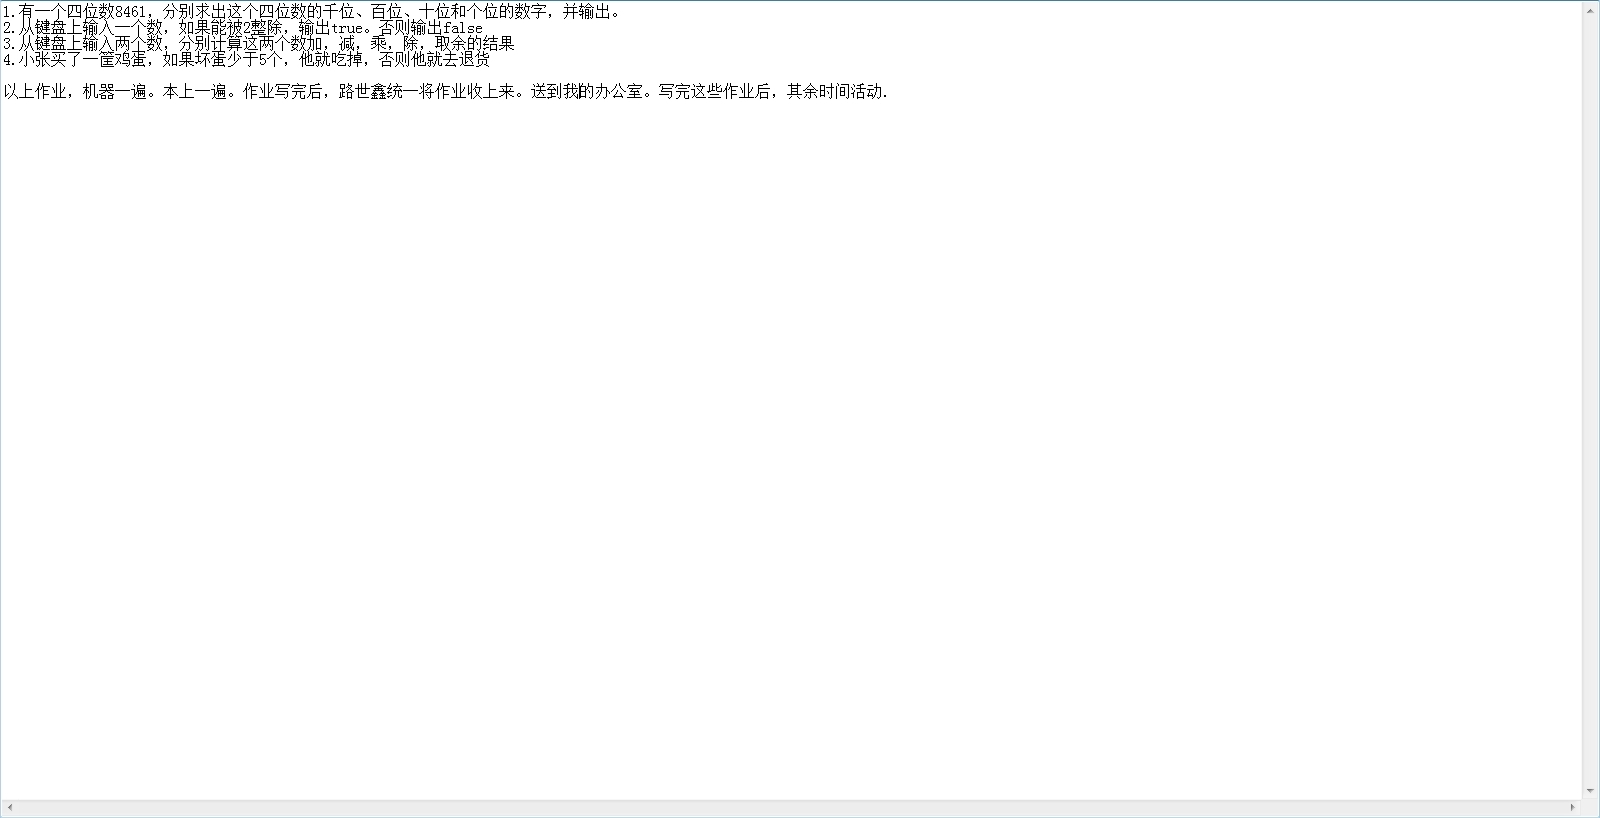 1.有一个四位数8461，分别求出这个四位数的千位、百位、十位和个位的数字，并输出。
2.从键盘上输入一个数，如果能被2整除，输出true。否则输出false
3.从键盘上输入两个数，分别计算这两个数加，减，乘，除，取余的结果
4.小张买了一筐鸡蛋，如果坏蛋少于5个，他就吃掉，否则他就去退货
以上作业，机器一遍。本上一遍。作业写完后，路世鑫统一将作业收上来。送到我的办公室。写完这些作业后，其余时间活动.